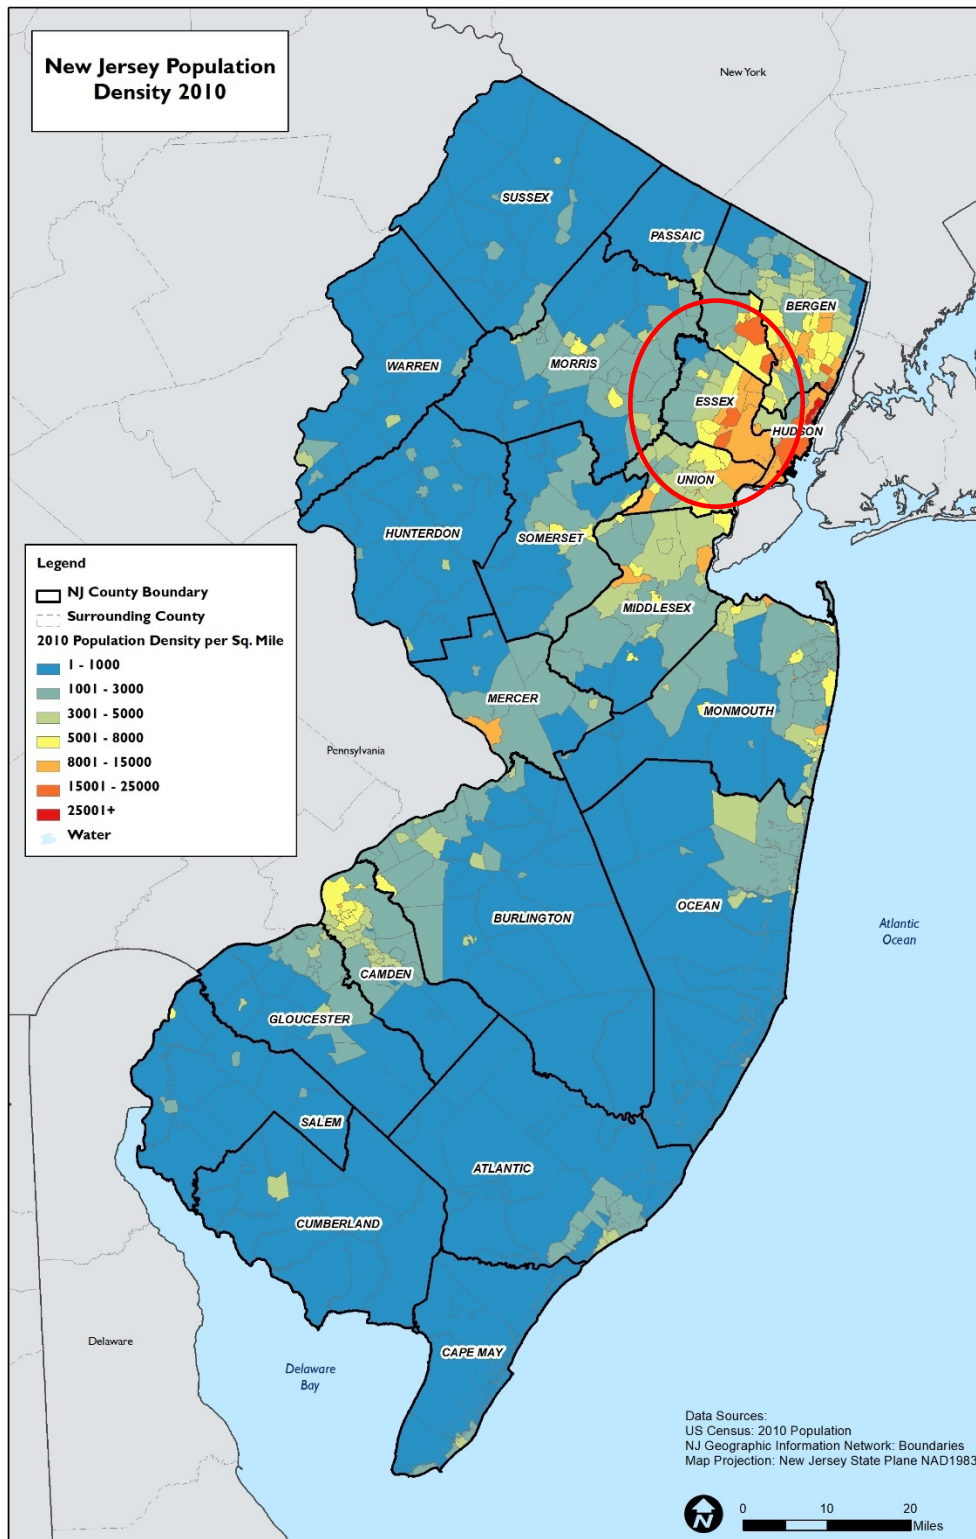 New Jersey Population
Density 2010
New York
SUSSEX
PASSAIC
BERGEN
WARREN
MORRIS
ESSEX
HUDSON
UNION
HUNTERDON
SOMERSET
Legend
NJ County Boundary
Surrounding County
2010 Population Density per Sq. Mile
1 - 1000
1001 - 3000
3001 - 5000
5001 - 8000
8001 - 15000
15001 - 25000
25001+
Water
MIDDLESEX
MERCER
MONMOUTH
Pennsylvania
OCEAN
BURLINGTON
Atlantic
Ocean
CAMDEN
GLOUCESTER
SALEM
ATLANTIC
CUMBERLAND
Delaware
CAPE MAY
Delaware
Bay
Data Sources:
US Census: 2010 Population
NJ Geographic Information Network: Boundaries
Map Projection: New Jersey State Plane NAD1983
N
0 10 20
Miles